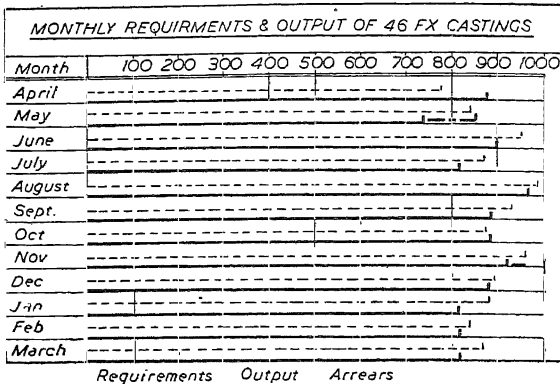 MONTHLY REQUIRMENTS & OUTPUT OF 46 FX CASTINGS
Month 100 200 300 400 500 600 700 800 900 1000
April
May
June
July
August
Sept.
Oct
Nov
Dec
Jan
Feb
March
Requirements Output Arrears